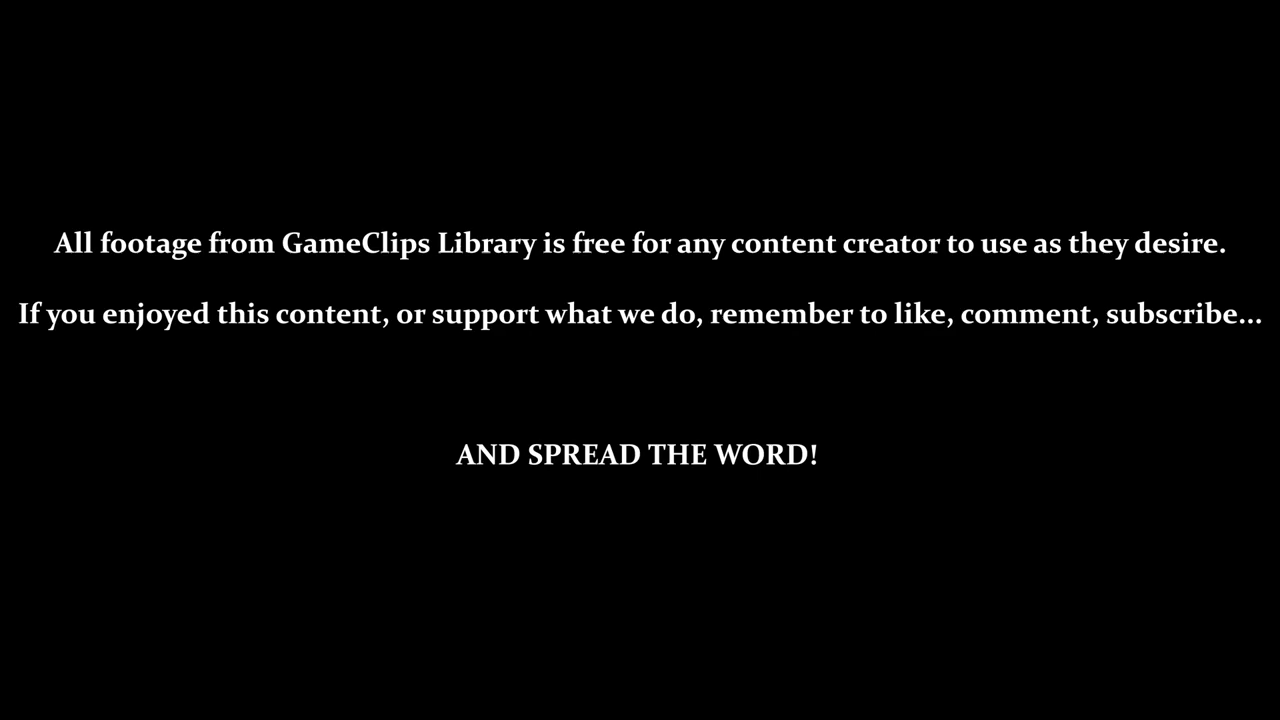 All footage from GameClips Library is free for any content creator to use as they desire.
If you enjoyed this content, or support what we do, remember to like, comment, subscribe...
AND SPREAD THE WORD!